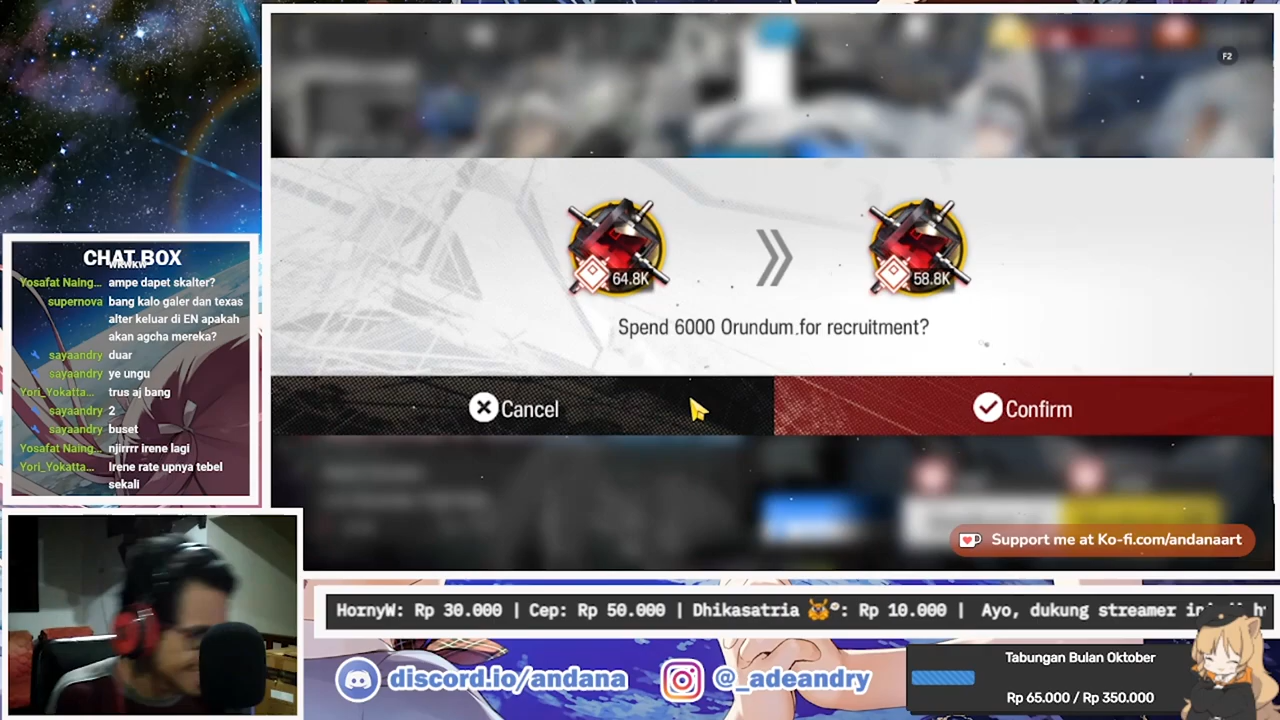 F2
64.8K
58.8K
Spend 6000 Orundum for recruitment?
Cancel
Confirm
CHAT BOX
wkwkw
Yosafat Naing... ampe dapet skalter?
supernova bang kalo galer dan texas
alter keluar di EN apakah
akan agcha mereka?
sayaandry duar
sayaandry ye ungu
Yori_Yokatta... trus aj bang
sayaandry 2
sayaandry buset
Yosafat Naing... njirrrr irene lagi
Yori_Yokatta... Irene rate upnya tebel
sekali
Support me at Ko-fi.com/andanaart
HornyW: Rp 30.000 | Cep: Rp 50.000 | Dhikasatria 🐯®: Rp 10.000 | Ayo, dukung streamer
discord.io/andana
@_adeandry
Tabungan Bulan Oktober
Rp 65.000 / Rp 350.000